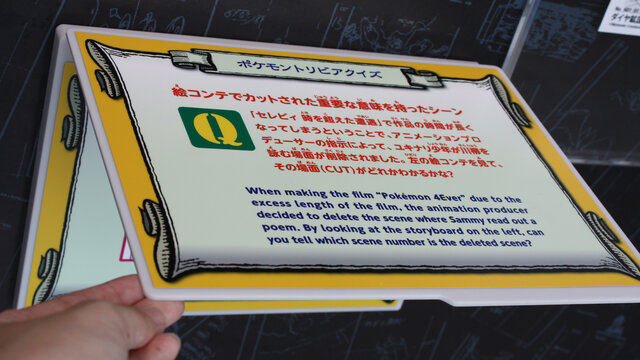 ポケモントリビアクイズ
絵コンテでカットされた重要な意味を持ったシーン
Q
「セレビィ 時を超えた遭遇」で作品の時間が長く
なってしまうということで、アニメーションプロ
デューサーの指示によって、ユキナリ少年が川柳を
詠む場面が削除されました。左の絵コンテを見て、
その場面(CUT)がどれかわかるかな?
When making the film "Pokémon 4Ever" due to the
excess length of the film, the animation producer
decided to delete the scene where Sammy read out a
poem. By looking at the storyboard on the left, can
you tell which scene number is the deleted scene?